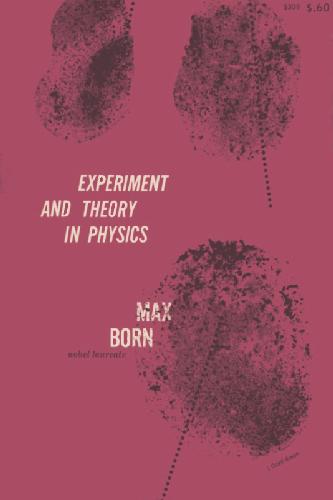 $.60
EXPERIMENT
AND THEORY
IN PHYSICS
MAX
BORN
nobel laureate